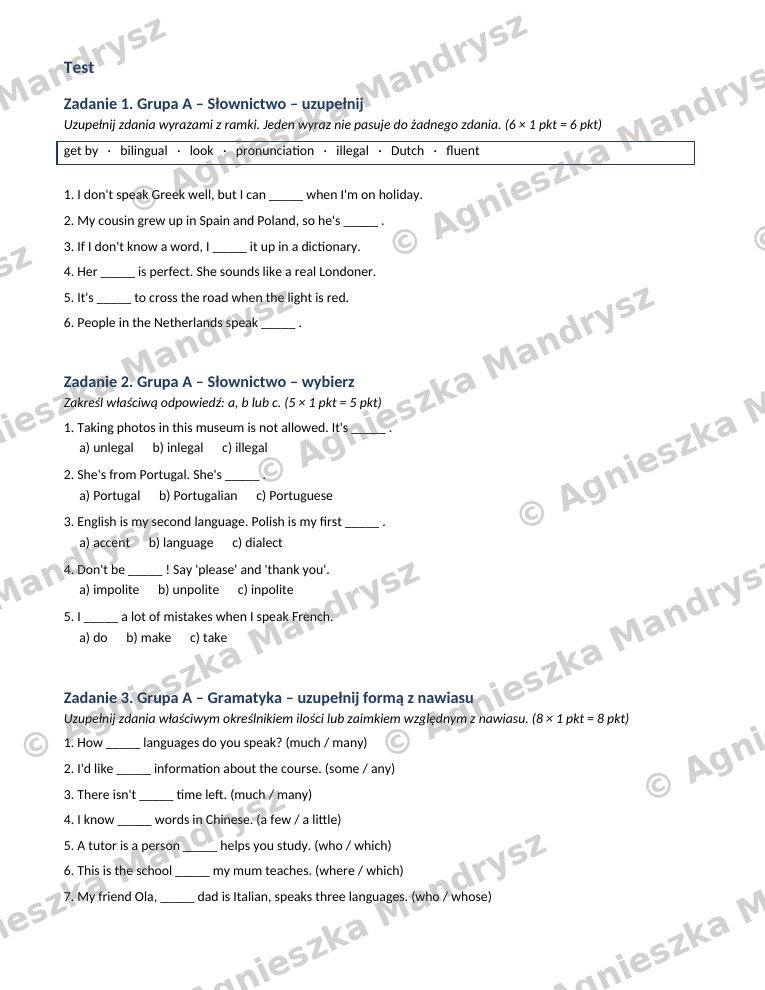 Test
Zadanie 1. Grupa A – Słownictwo – uzupełnij
Uzupełnij zdania wyrazami z ramki. Jeden wyraz nie pasuje do żadnego zdania. (6 × 1 pkt = 6 pkt)
get by · bilingual · look · pronunciation · illegal · Dutch · fluent
1. I don't speak Greek well, but I can _____ when I'm on holiday.
2. My cousin grew up in Spain and Poland, so he's _____ .
3. If I don't know a word, I _____ it up in a dictionary.
4. Her _____ is perfect. She sounds like a real Londoner.
5. It's _____ to cross the road when the light is red.
6. People in the Netherlands speak _____ .
Zadanie 2. Grupa A – Słownictwo – wybierz
Zakreśl właściwą odpowiedź: a, b lub c. (5 × 1 pkt = 5 pkt)
1. Taking photos in this museum is not allowed. It's _____ .
a) unlegal b) inlegal c) illegal
2. She's from Portugal. She's _____ .
a) Portugal b) Portugalian c) Portuguese
3. English is my second language. Polish is my first _____ .
a) accent b) language c) dialect
4. Don't be _____ ! Say 'please' and 'thank you'.
a) impolite b) unpolite c) inpolite
5. I _____ a lot of mistakes when I speak French.
a) do b) make c) take
Zadanie 3. Grupa A – Gramatyka – uzupełnij formą z nawiasu
Uzupełnij zdania właściwym określnikiem ilości lub zaimkiem względnym z nawiasu. (8 × 1 pkt = 8 pkt)
1. How _____ languages do you speak? (much / many)
2. I'd like _____ information about the course. (some / any)
3. There isn't _____ time left. (much / many)
4. I know _____ words in Chinese. (a few / a little)
5. A tutor is a person _____ helps you study. (who / which)
6. This is the school _____ my mum teaches. (where / which)
7. My friend Ola, _____ dad is Italian, speaks three languages. (who / whose)
© Agnieszka Mandrysz